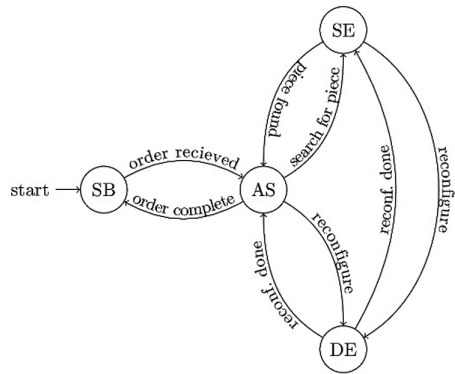 SE
piece found
search for piece
order recieved
reconf. done
reconfigure
start
SB
AS
order complete
reconfigure
reconf. done
DE